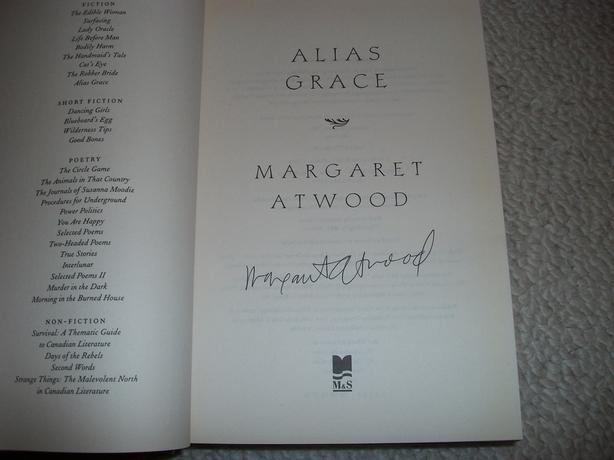 FICTION
The Edible Woman
Surfacing
Lady Oracle
Life Before Man
Bodily Harm
The Handmaid's Tale
Cat's Eye
The Robber Bride
Alias Grace
SHORT FICTION
Dancing Girls
Bluebeard's Egg
Wilderness Tips
Good Bones
POETRY
The Circle Game
The Animals in That Country
The Journals of Susanna Moodie
Procedures for Underground
Power Politics
You Are Happy
Selected Poems
Two-Headed Poems
True Stories
Interlunar
Selected Poems II
Murder in the Dark
Morning in the Burned House
NON-FICTION
Survival: A Thematic Guide
to Canadian Literature
Days of the Rebels
Second Words
Strange Things: The Malevolent North
in Canadian Literature
ALIAS
GRACE
MARGARET
ATWOOD
Margaret Atwood
M&S